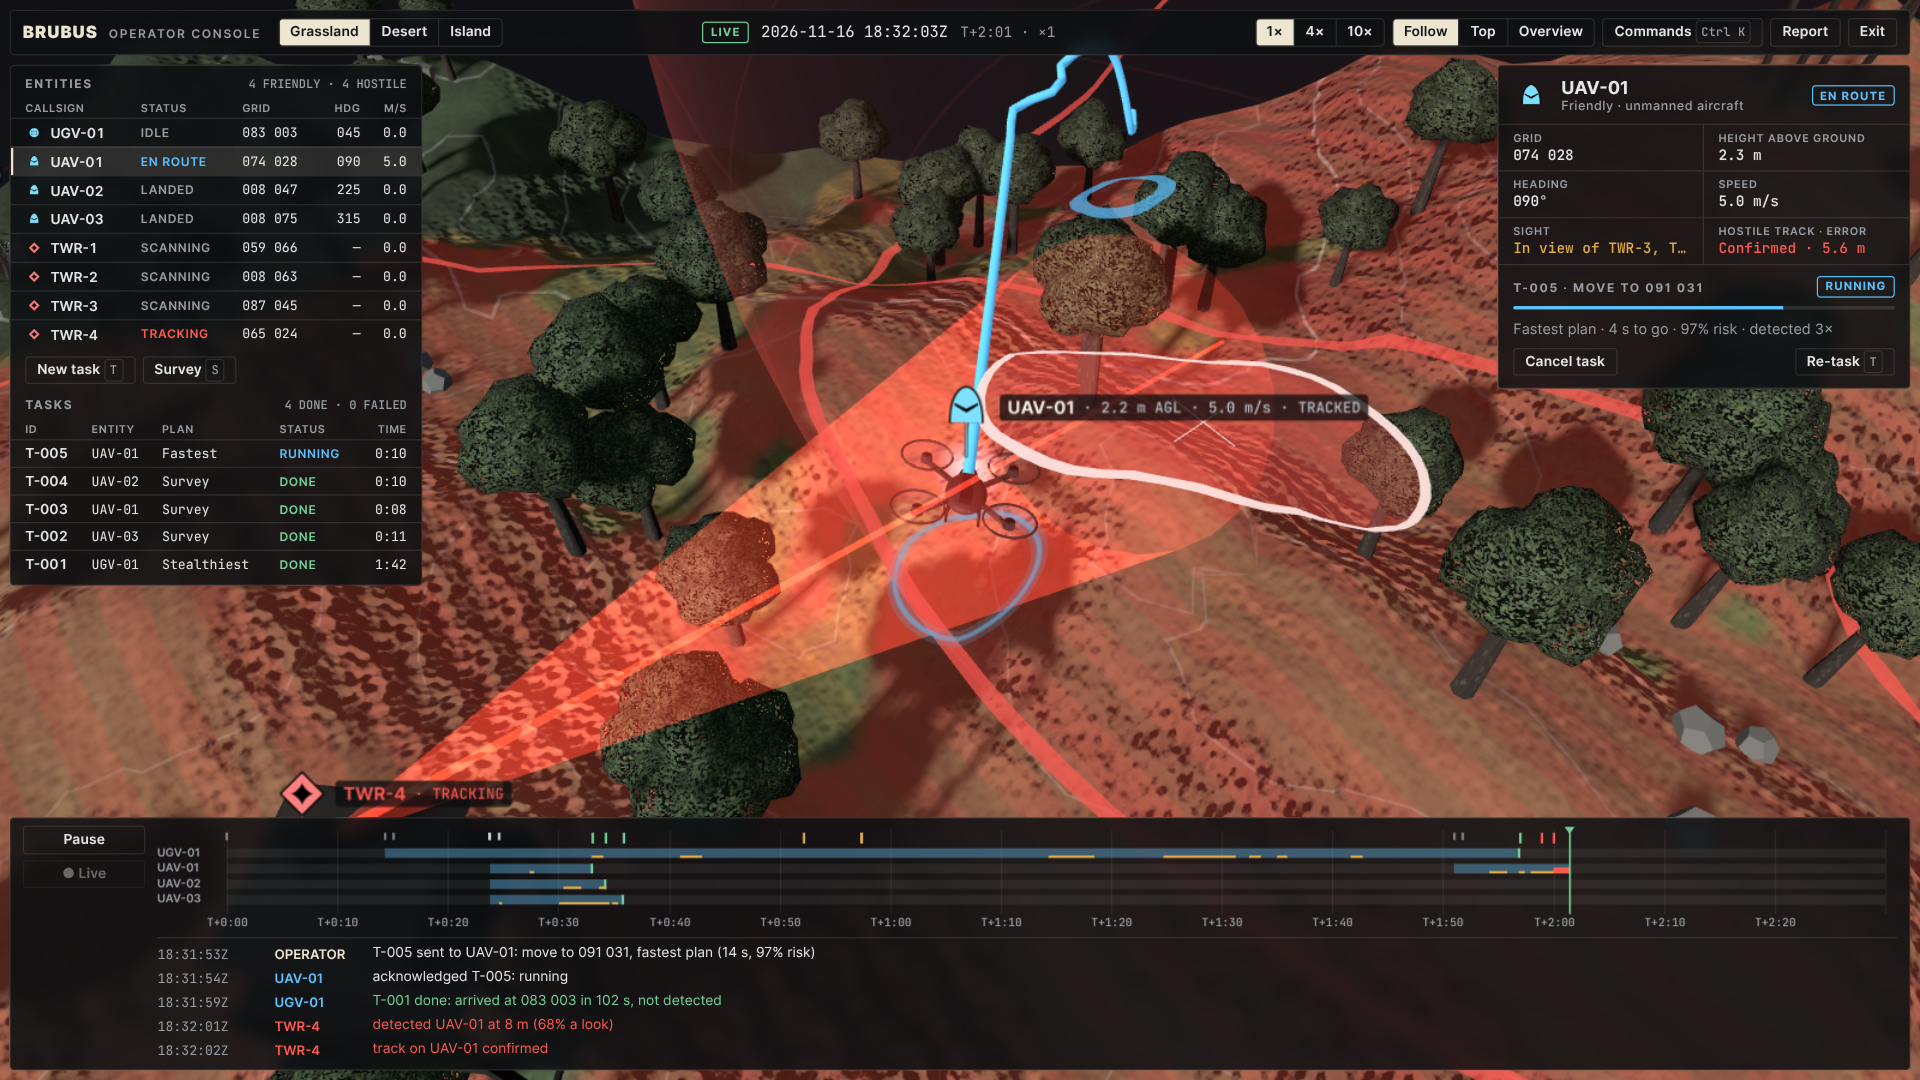 BRUBUS OPERATOR CONSOLE Grassland Desert Island LIVE 2026-11-16 18:32:03Z T+2:01 · ×1 1× 4× 10× Follow Top Overview Commands Ctrl K Report Exit
ENTITIES 4 FRIENDLY · 4 HOSTILE
CALLSIGN STATUS GRID HDG M/S
UGV-01 IDLE 083 003 045 0.0
UAV-01 EN ROUTE 074 028 090 5.0
UAV-02 LANDED 008 047 225 0.0
UAV-03 LANDED 008 075 315 0.0
TWR-1 SCANNING 059 066 — 0.0
TWR-2 SCANNING 008 063 — 0.0
TWR-3 SCANNING 087 045 — 0.0
TWR-4 TRACKING 065 024 — 0.0
New task T Survey S
TASKS 4 DONE · 0 FAILED
ID ENTITY PLAN STATUS TIME
T-005 UAV-01 Fastest RUNNING 0:10
T-004 UAV-02 Survey DONE 0:10
T-003 UAV-01 Survey DONE 0:08
T-002 UAV-03 Survey DONE 0:11
T-001 UGV-01 Stealthiest DONE 1:42
UAV-01 EN ROUTE
Friendly · unmanned aircraft
GRID HEIGHT ABOVE GROUND
074 028 2.3 m
HEADING SPEED
090° 5.0 m/s
SIGHT HOSTILE TRACK · ERROR
In view of TWR-3, T… Confirmed · 5.6 m
T-005 · MOVE TO 091 031 RUNNING
Fastest plan · 4 s to go · 97% risk · detected 3×
Cancel task Re-task T
UAV-01 · 2.2 m AGL · 5.0 m/s · TRACKED
TWR-4 · TRACKING
Pause
Live
UGV-01
UAV-01
UAV-02
UAV-03
T+0:00 T+0:10 T+0:20 T+0:30 T+0:40 T+0:50 T+1:00 T+1:10 T+1:20 T+1:30 T+1:40 T+1:50 T+2:00 T+2:10 T+2:20
18:31:53Z OPERATOR T-005 sent to UAV-01: move to 091 031, fastest plan (14 s, 97% risk)
18:31:54Z UAV-01 acknowledged T-005: running
18:31:59Z UGV-01 T-001 done: arrived at 083 003 in 102 s, not detected
18:32:01Z TWR-4 detected UAV-01 at 8 m (68% a look)
18:32:02Z TWR-4 track on UAV-01 confirmed